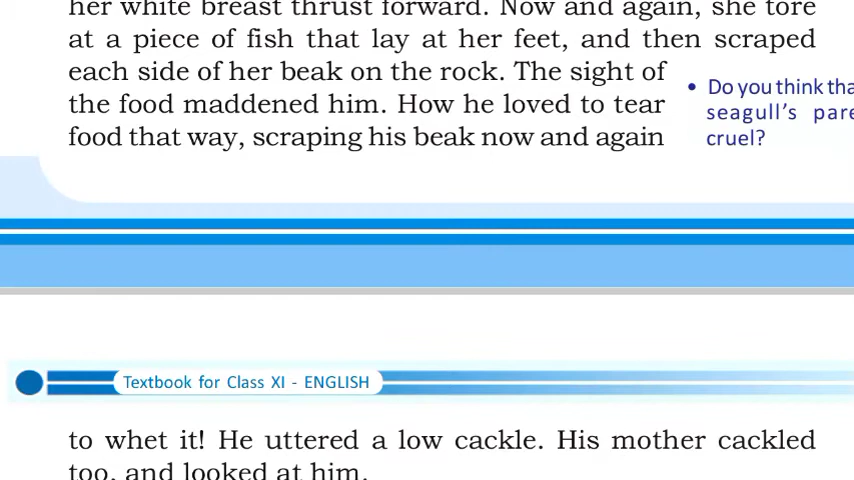 her white breast thrust forward. Now and again, she tore
at a piece of fish that lay at her feet, and then scraped
each side of her beak on the rock. The sight of
the food maddened him. How he loved to tear
food that way, scraping his beak now and again
• Do you think tha
seagull's pare
cruel?
Textbook for Class XI - ENGLISH
to whet it! He uttered a low cackle. His mother cackled
too, and looked at him.